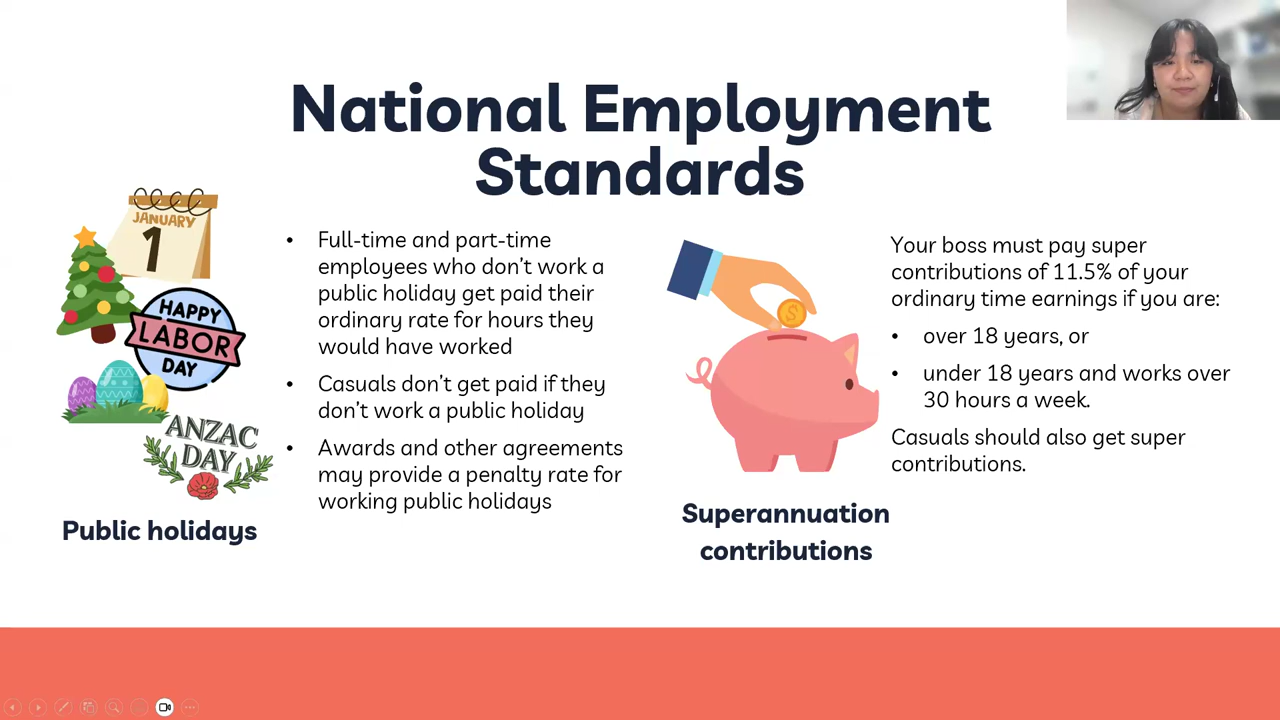 National Employment
Standards
JANUARY
1
HAPPY
LABOR
DAY
ANZAC
DAY
Public holidays
• Full-time and part-time
employees who don't work a
public holiday get paid their
ordinary rate for hours they
would have worked
• Casuals don't get paid if they
don't work a public holiday
• Awards and other agreements
may provide a penalty rate for
working public holidays
$
Superannuation
contributions
Your boss must pay super
contributions of 11.5% of your
ordinary time earnings if you are:
• over 18 years, or
• under 18 years and works over
30 hours a week.
Casuals should also get super
contributions.